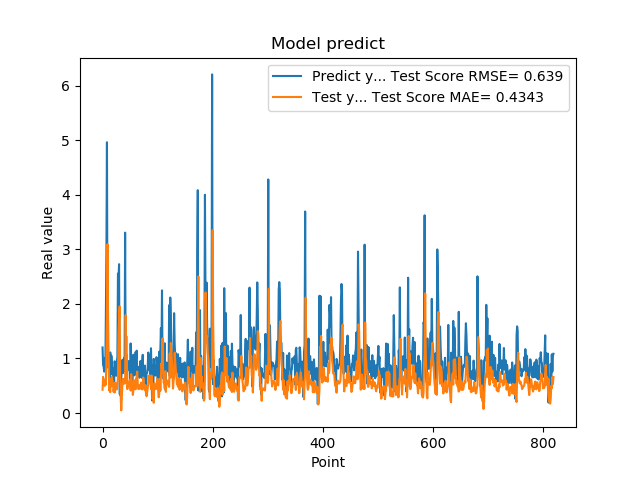 Model predict
Predict y... Test Score RMSE= 0.639
Test y... Test Score MAE= 0.4343
Real value
6
5
4
3
2
1
0
0 200 400 600 800
Point